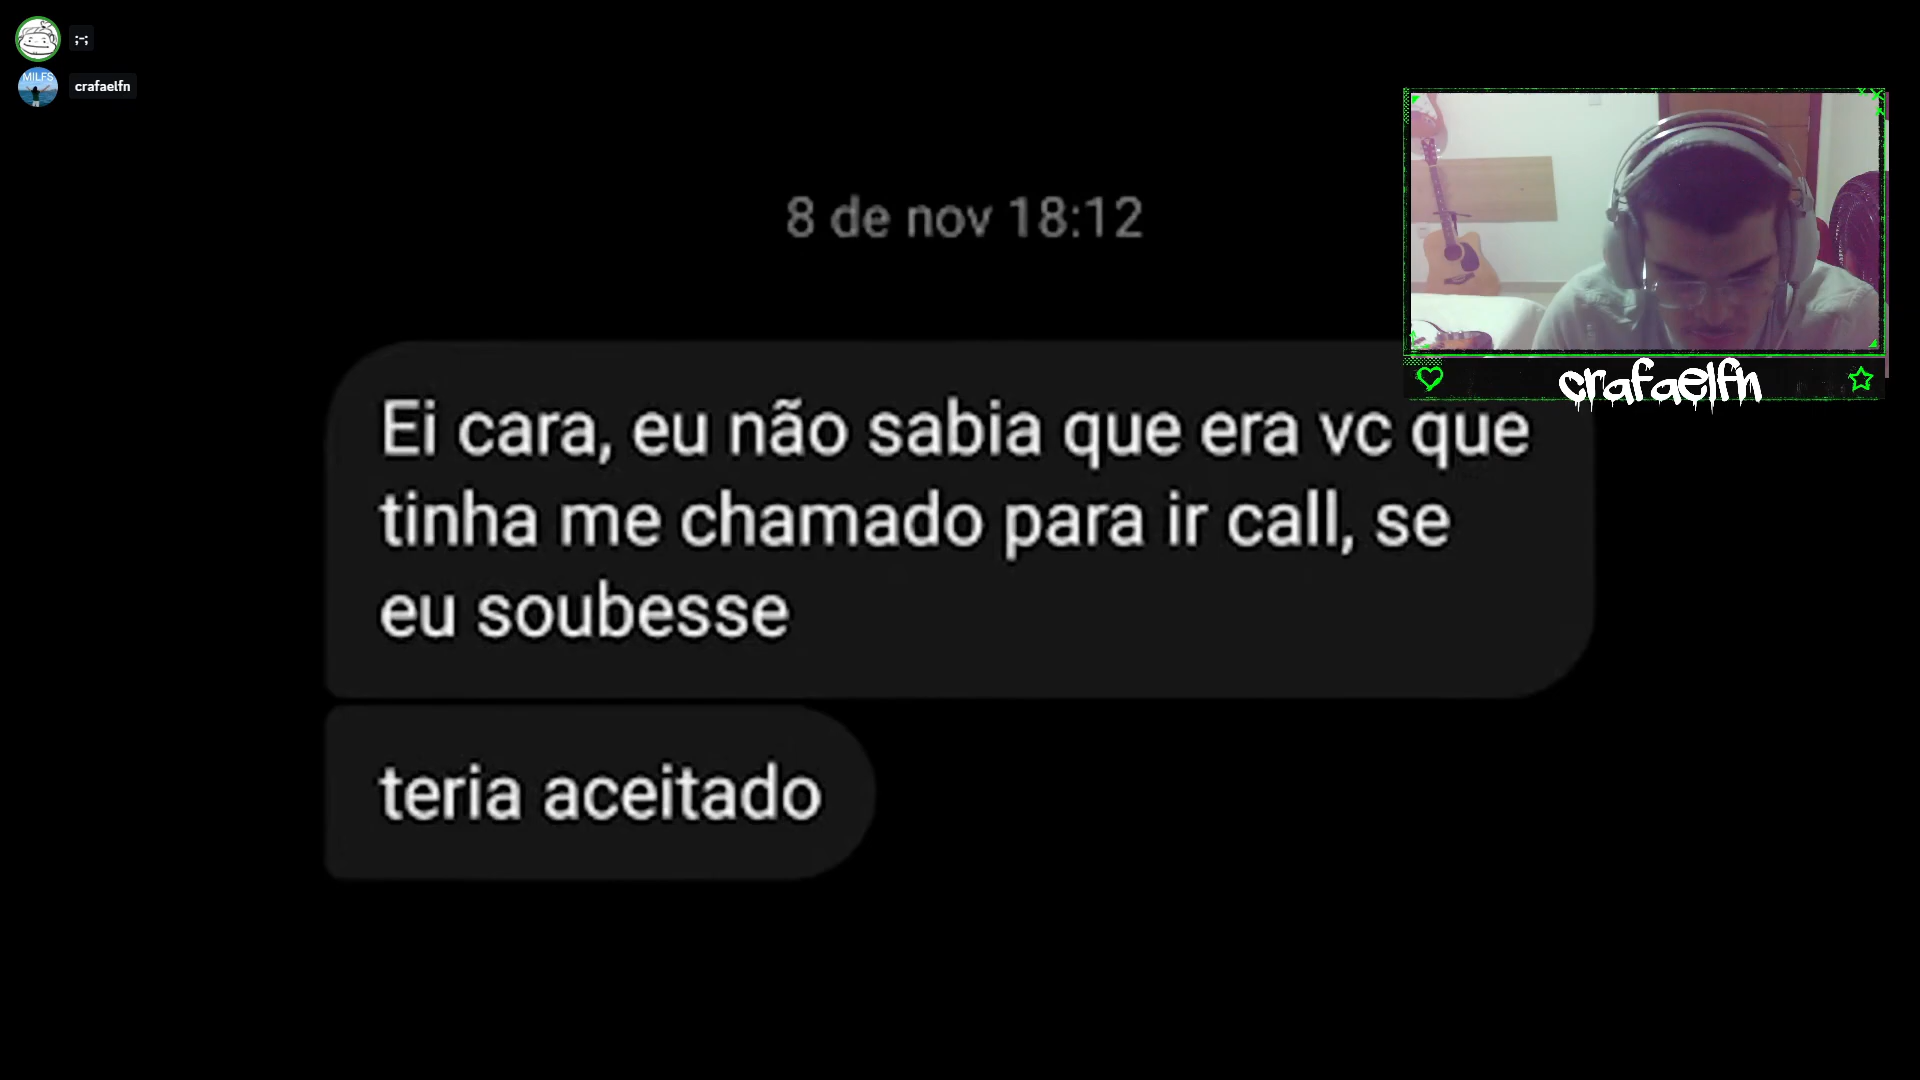 ;-;
MILFS
crafaelfn
8 de nov 18:12
crafaelfn
Ei cara, eu não sabia que era vc que
tinha me chamado para ir call, se
eu soubesse
teria aceitado